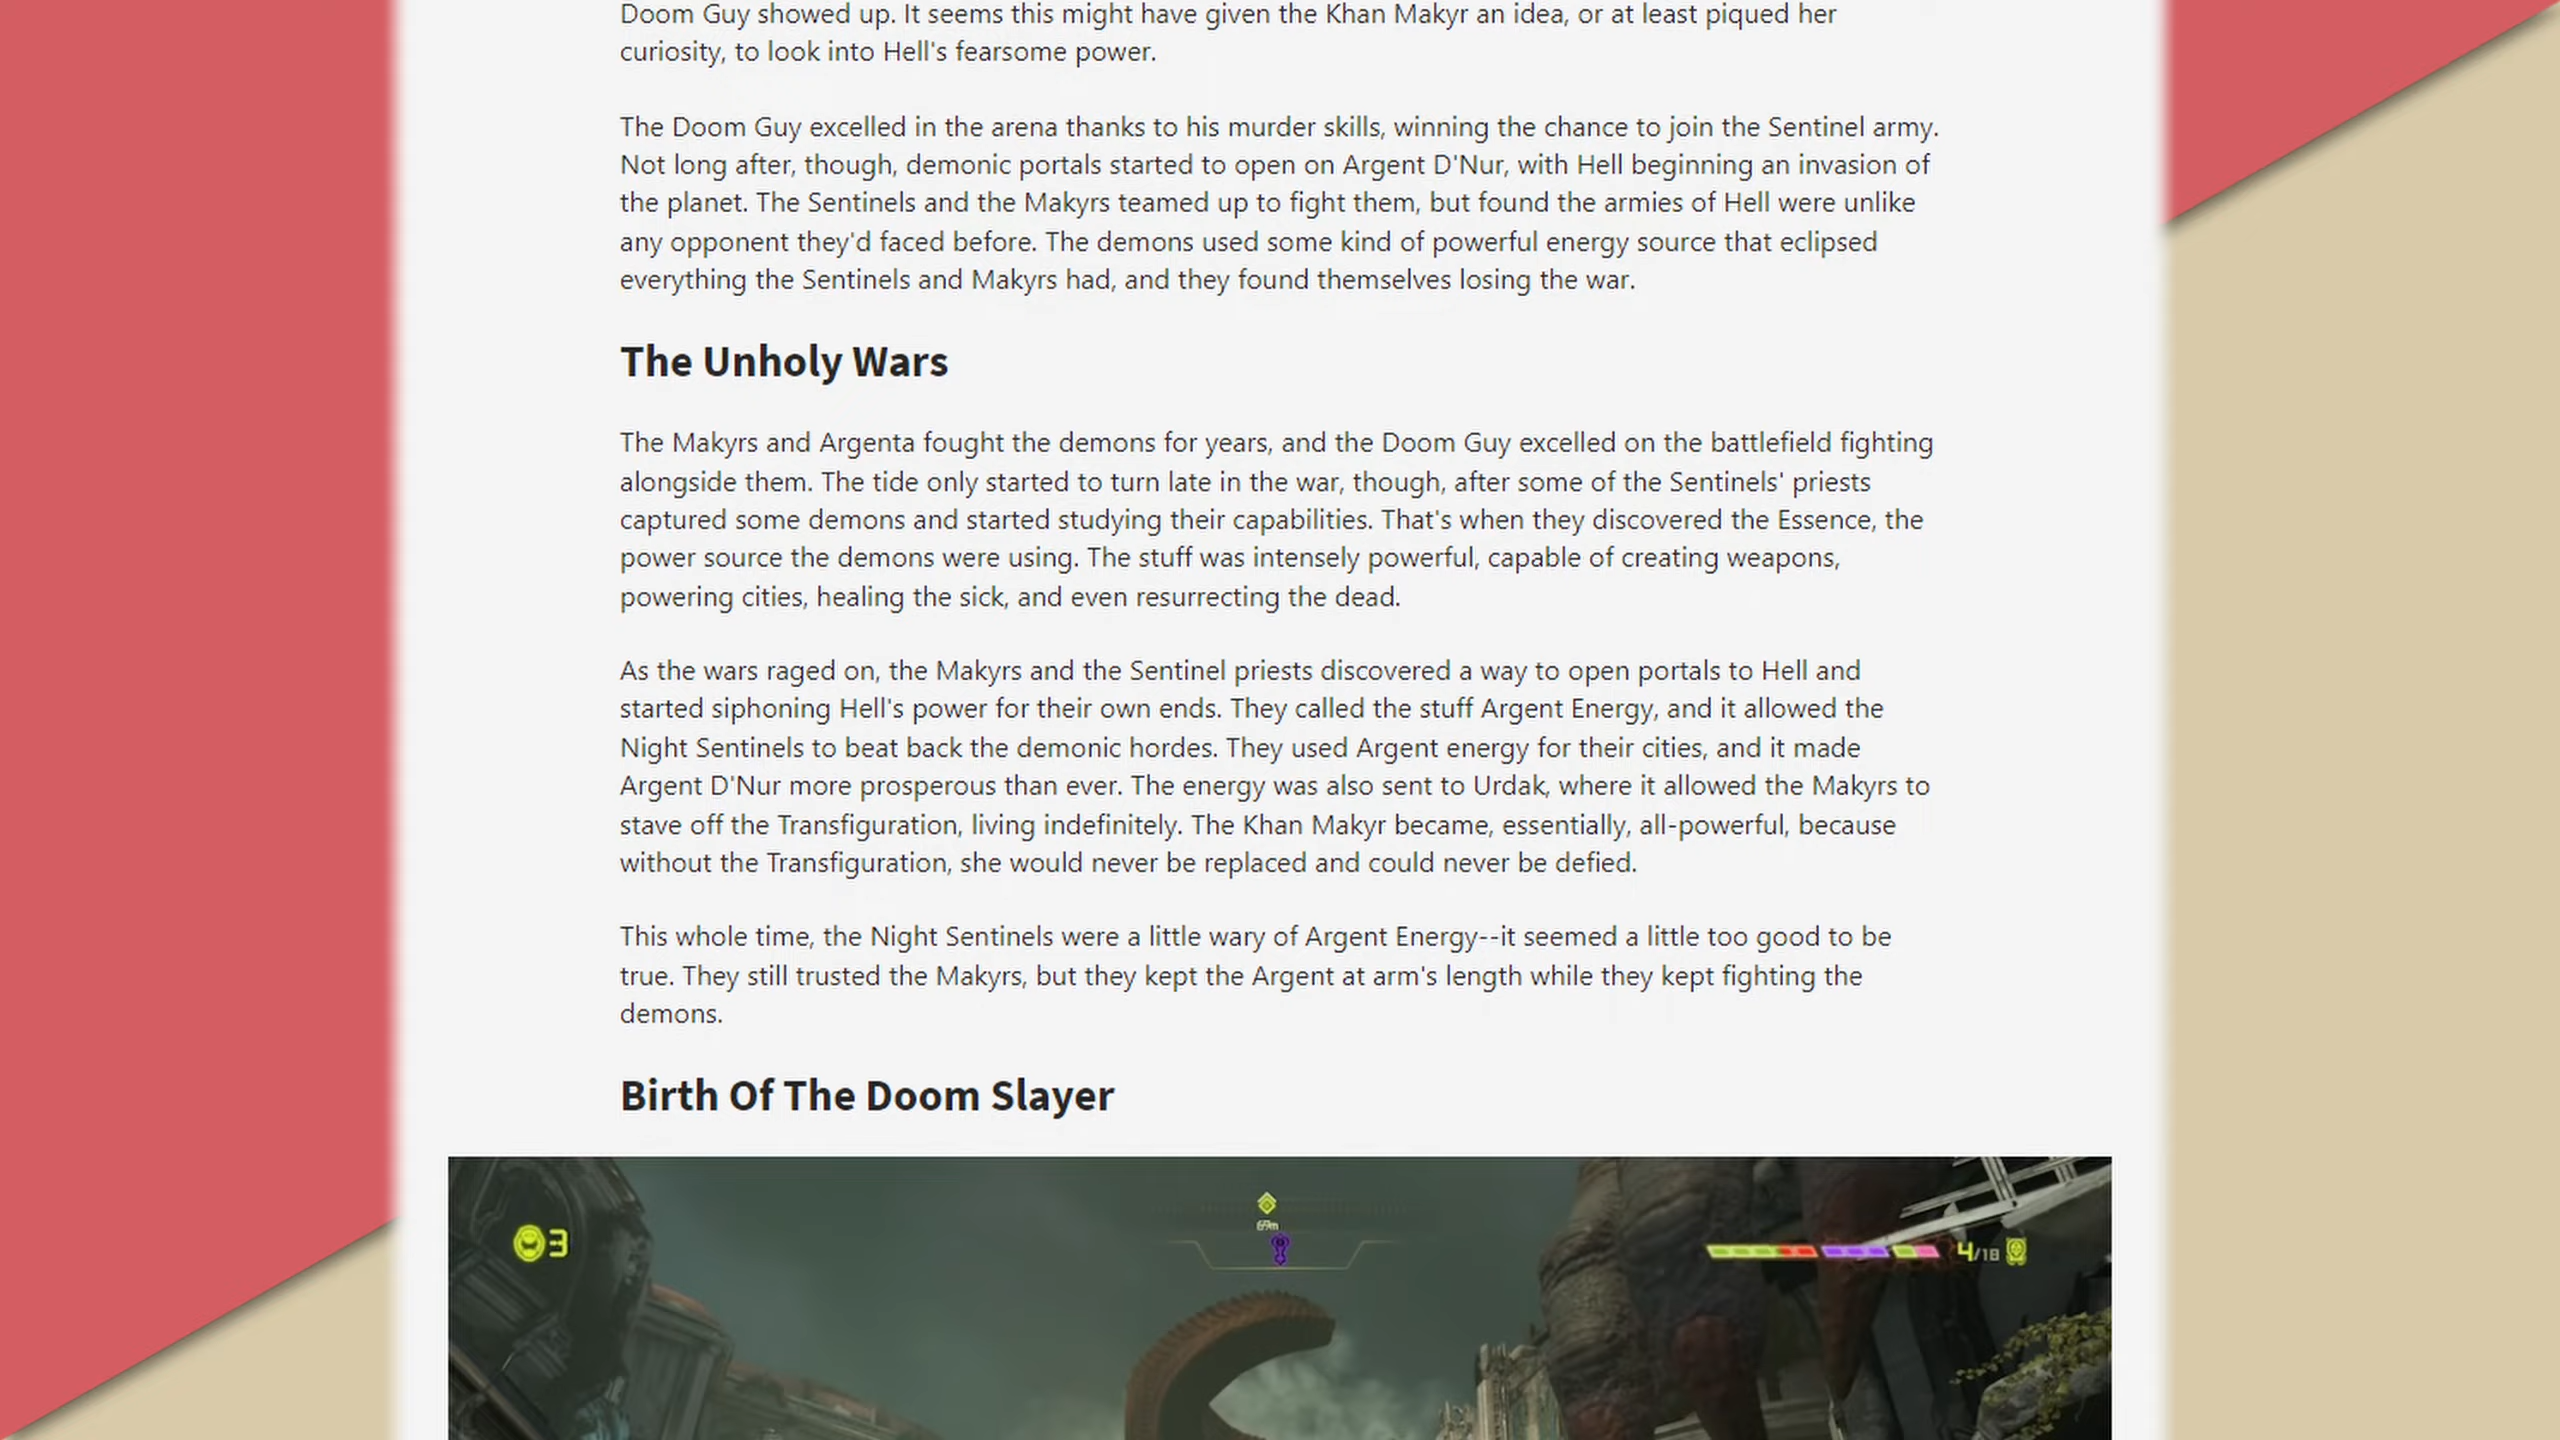 Doom Guy showed up. It seems this might have given the Khan Makyr an idea, or at least piqued her
curiosity, to look into Hell's fearsome power.
The Doom Guy excelled in the arena thanks to his murder skills, winning the chance to join the Sentinel army.
Not long after, though, demonic portals started to open on Argent D'Nur, with Hell beginning an invasion of
the planet. The Sentinels and the Makyrs teamed up to fight them, but found the armies of Hell were unlike
any opponent they'd faced before. The demons used some kind of powerful energy source that eclipsed
everything the Sentinels and Makyrs had, and they found themselves losing the war.
The Unholy Wars
The Makyrs and Argenta fought the demons for years, and the Doom Guy excelled on the battlefield fighting
alongside them. The tide only started to turn late in the war, though, after some of the Sentinels' priests
captured some demons and started studying their capabilities. That's when they discovered the Essence, the
power source the demons were using. The stuff was intensely powerful, capable of creating weapons,
powering cities, healing the sick, and even resurrecting the dead.
As the wars raged on, the Makyrs and the Sentinel priests discovered a way to open portals to Hell and
started siphoning Hell's power for their own ends. They called the stuff Argent Energy, and it allowed the
Night Sentinels to beat back the demonic hordes. They used Argent energy for their cities, and it made
Argent D'Nur more prosperous than ever. The energy was also sent to Urdak, where it allowed the Makyrs to
stave off the Transfiguration, living indefinitely. The Khan Makyr became, essentially, all-powerful, because
without the Transfiguration, she would never be replaced and could never be defied.
This whole time, the Night Sentinels were a little wary of Argent Energy--it seemed a little too good to be
true. They still trusted the Makyrs, but they kept the Argent at arm's length while they kept fighting the
demons.
Birth Of The Doom Slayer
3
69m
4/18